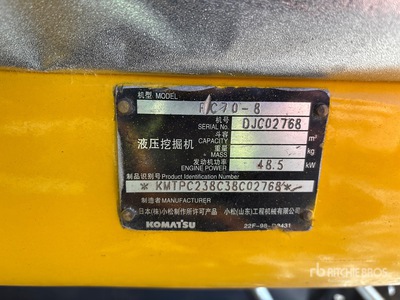 机型 MODEL PC70-8
机号 SERIAL No. DJC02768
斗容 CAPACITY m³
液压挖掘机 重量 MASS kg
发动机功率 ENGINE POWER 48.5 kW
制品识别号 Product Identification Number
* KMTPC238C38C02768 *
制造者 MANUFACTURER
日本(株)小松制作所许可产品 小松(山东)工程机械有限公司
KOMATSU
rb RITCHIE BROS